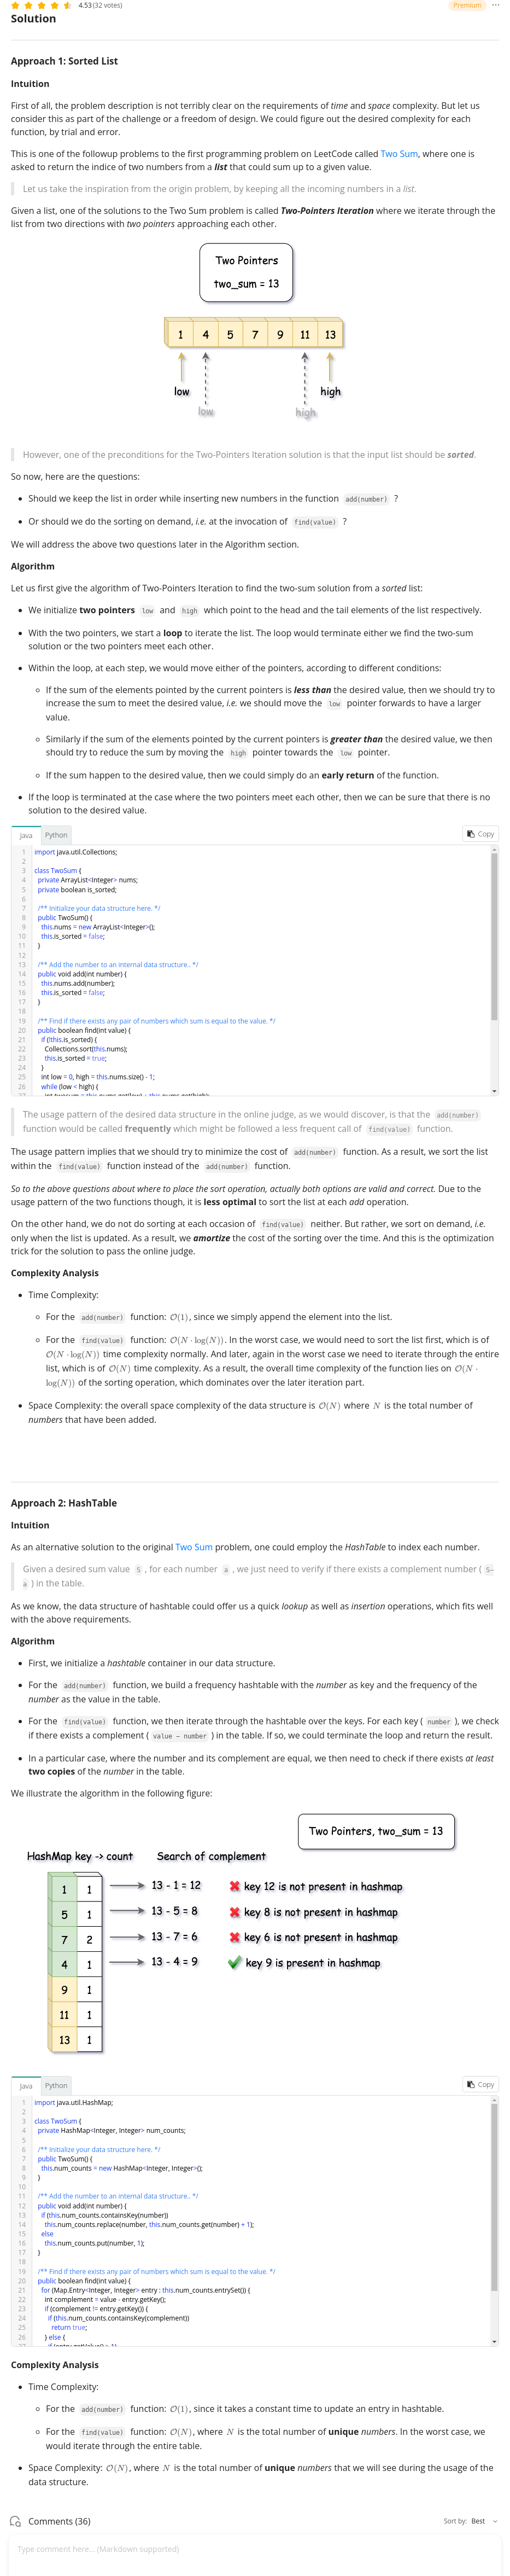 4.53 (32 votes)
Premium
Solution
Approach 1: Sorted List
Intuition
First of all, the problem description is not terribly clear on the requirements of time and space complexity. But let us
consider this as part of the challenge or a freedom of design. We could figure out the desired complexity for each
function, by trial and error.
This is one of the followup problems to the first programming problem on LeetCode called Two Sum, where one is
asked to return the indice of two numbers from a list that could sum up to a given value.
Let us take the inspiration from the origin problem, by keeping all the incoming numbers in a list.
Given a list, one of the solutions to the Two Sum problem is called Two-Pointers Iteration where we iterate through the
list from two directions with two pointers approaching each other.
Two Pointers
two_sum = 13
1 4 5 7 9 11 13
low high
low high
However, one of the preconditions for the Two-Pointers Iteration solution is that the input list should be sorted.
So now, here are the questions:
• Should we keep the list in order while inserting new numbers in the function add(number) ?
• Or should we do the sorting on demand, i.e. at the invocation of find(value) ?
We will address the above two questions later in the Algorithm section.
Algorithm
Let us first give the algorithm of Two-Pointers Iteration to find the two-sum solution from a sorted list:
• We initialize two pointers low and high which point to the head and the tail elements of the list respectively.
• With the two pointers, we start a loop to iterate the list. The loop would terminate either we find the two-sum
solution or the two pointers meet each other.
• Within the loop, at each step, we would move either of the pointers, according to different conditions:
◦ If the sum of the elements pointed by the current pointers is less than the desired value, then we should try to
increase the sum to meet the desired value, i.e. we should move the low pointer forwards to have a larger
value.
◦ Similarly if the sum of the elements pointed by the current pointers is greater than the desired value, we then
should try to reduce the sum by moving the high pointer towards the low pointer.
◦ If the sum happen to the desired value, then we could simply do an early return of the function.
• If the loop is terminated at the case where the two pointers meet each other, then we can be sure that there is no
solution to the desired value.
Java Python Copy
1 import java.util.Collections;
2
3 class TwoSum {
4 private ArrayList<Integer> nums;
5 private boolean is_sorted;
6
7 /** Initialize your data structure here. */
8 public TwoSum() {
9 this.nums = new ArrayList<Integer>();
10 this.is_sorted = false;
11 }
12
13 /** Add the number to an internal data structure.. */
14 public void add(int number) {
15 this.nums.add(number);
16 this.is_sorted = false;
17 }
18
19 /** Find if there exists any pair of numbers which sum is equal to the value. */
20 public boolean find(int value) {
21 if (!this.is_sorted) {
22 Collections.sort(this.nums);
23 this.is_sorted = true;
24 }
25 int low = 0, high = this.nums.size() - 1;
26 while (low < high) {
The usage pattern of the desired data structure in the online judge, as we would discover, is that the add(number)
function would be called frequently which might be followed a less frequent call of find(value) function.
The usage pattern implies that we should try to minimize the cost of add(number) function. As a result, we sort the list
within the find(value) function instead of the add(number) function.
So to the above questions about where to place the sort operation, actually both options are valid and correct. Due to the
usage pattern of the two functions though, it is less optimal to sort the list at each add operation.
On the other hand, we do not do sorting at each occasion of find(value) neither. But rather, we sort on demand, i.e.
only when the list is updated. As a result, we amortize the cost of the sorting over the time. And this is the optimization
trick for the solution to pass the online judge.
Complexity Analysis
• Time Complexity:
◦ For the add(number) function: O(1), since we simply append the element into the list.
◦ For the find(value) function: O(N · log(N)). In the worst case, we would need to sort the list first, which is of
O(N · log(N)) time complexity normally. And later, again in the worst case we need to iterate through the entire
list, which is of O(N) time complexity. As a result, the overall time complexity of the function lies on O(N ·
log(N)) of the sorting operation, which dominates over the later iteration part.
• Space Complexity: the overall space complexity of the data structure is O(N) where N is the total number of
numbers that have been added.
Approach 2: HashTable
Intuition
As an alternative solution to the original Two Sum problem, one could employ the HashTable to index each number.
Given a desired sum value S , for each number a , we just need to verify if there exists a complement number ( S-
a ) in the table.
As we know, the data structure of hashtable could offer us a quick lookup as well as insertion operations, which fits well
with the above requirements.
Algorithm
• First, we initialize a hashtable container in our data structure.
• For the add(number) function, we build a frequency hashtable with the number as key and the frequency of the
number as the value in the table.
• For the find(value) function, we then iterate through the hashtable over the keys. For each key ( number ), we check
if there exists a complement ( value - number ) in the table. If so, we could terminate the loop and return the result.
• In a particular case, where the number and its complement are equal, we then need to check if there exists at least
two copies of the number in the table.
We illustrate the algorithm in the following figure:
Two Pointers, two_sum = 13
HashMap key -> count Search of complement
1 1 13 - 1 = 12 key 12 is not present in hashmap
5 1 13 - 5 = 8 key 8 is not present in hashmap
7 2 13 - 7 = 6 key 6 is not present in hashmap
4 1 13 - 4 = 9 key 9 is present in hashmap
9 1
11 1
13 1
Java Python Copy
1 import java.util.HashMap;
2
3 class TwoSum {
4 private HashMap<Integer, Integer> num_counts;
5
6 /** Initialize your data structure here. */
7 public TwoSum() {
8 this.num_counts = new HashMap<Integer, Integer>();
9 }
10
11 /** Add the number to an internal data structure.. */
12 public void add(int number) {
13 if (this.num_counts.containsKey(number))
14 this.num_counts.replace(number, this.num_counts.get(number) + 1);
15 else
16 this.num_counts.put(number, 1);
17 }
18
19 /** Find if there exists any pair of numbers which sum is equal to the value. */
20 public boolean find(int value) {
21 for (Map.Entry<Integer, Integer> entry : this.num_counts.entrySet()) {
22 int complement = value - entry.getKey();
23 if (complement != entry.getKey()) {
24 if (this.num_counts.containsKey(complement))
25 return true;
26 } else {
Complexity Analysis
• Time Complexity:
◦ For the add(number) function: O(1), since it takes a constant time to update an entry in hashtable.
◦ For the find(value) function: O(N), where N is the total number of unique numbers. In the worst case, we
would iterate through the entire table.
• Space Complexity: O(N), where N is the total number of unique numbers that we will see during the usage of the
data structure.
Comments (36) Sort by: Best
Type comment here... (Markdown supported)